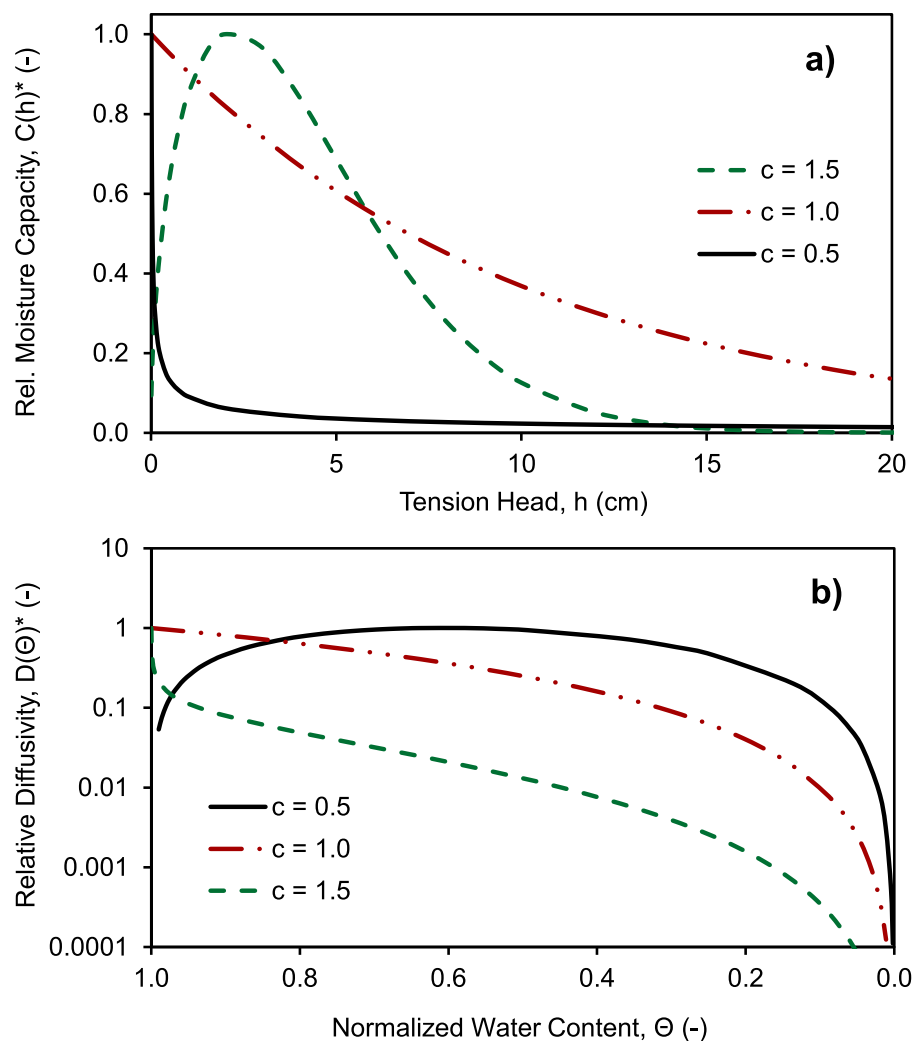 a)
Rel. Moisture Capacity, C(h)* (-)
1.0
0.8
0.6
0.4
0.2
0.0
c = 1.5
c = 1.0
c = 0.5
0 5 10 15 20
Tension Head, h (cm)
b)
Relative Diffusivity, D(Θ)* (-)
10
1
0.1
0.01
0.001
0.0001
c = 0.5
c = 1.0
c = 1.5
1.0 0.8 0.6 0.4 0.2 0.0
Normalized Water Content, Θ (-)